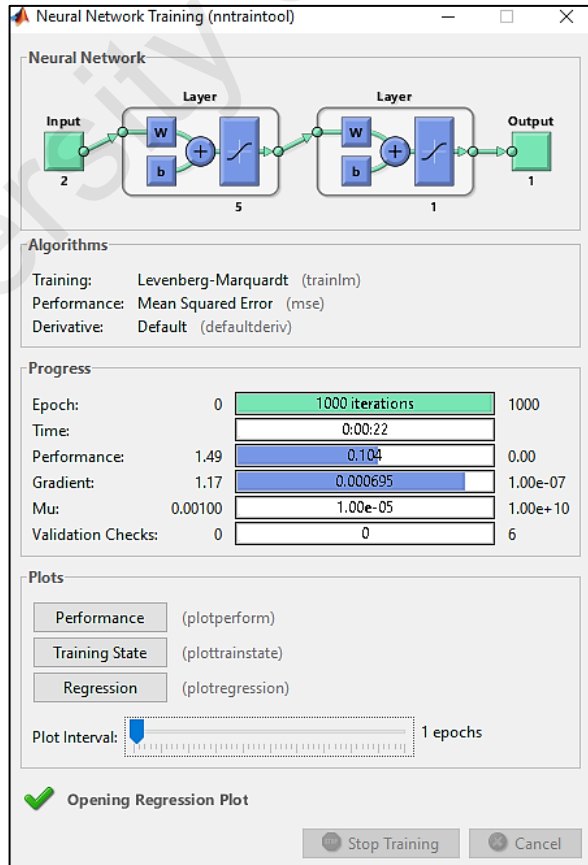 Neural Network Training (nntraintool)
Neural Network
Layer Layer
Input Output
W W
b b
+ +
2 5 1 1
Algorithms
Training: Levenberg-Marquardt (trainlm)
Performance: Mean Squared Error (mse)
Derivative: Default (defaultderiv)
Progress
Epoch: 0 1000 iterations 1000
Time: 0:00:22
Performance: 1.49 0.104 0.00
Gradient: 1.17 0.000695 1.00e-07
Mu: 0.00100 1.00e-05 1.00e+10
Validation Checks: 0 0 6
Plots
Performance (plotperform)
Training State (plottrainstate)
Regression (plotregression)
Plot Interval: 1 epochs
Opening Regression Plot
Stop Training Cancel